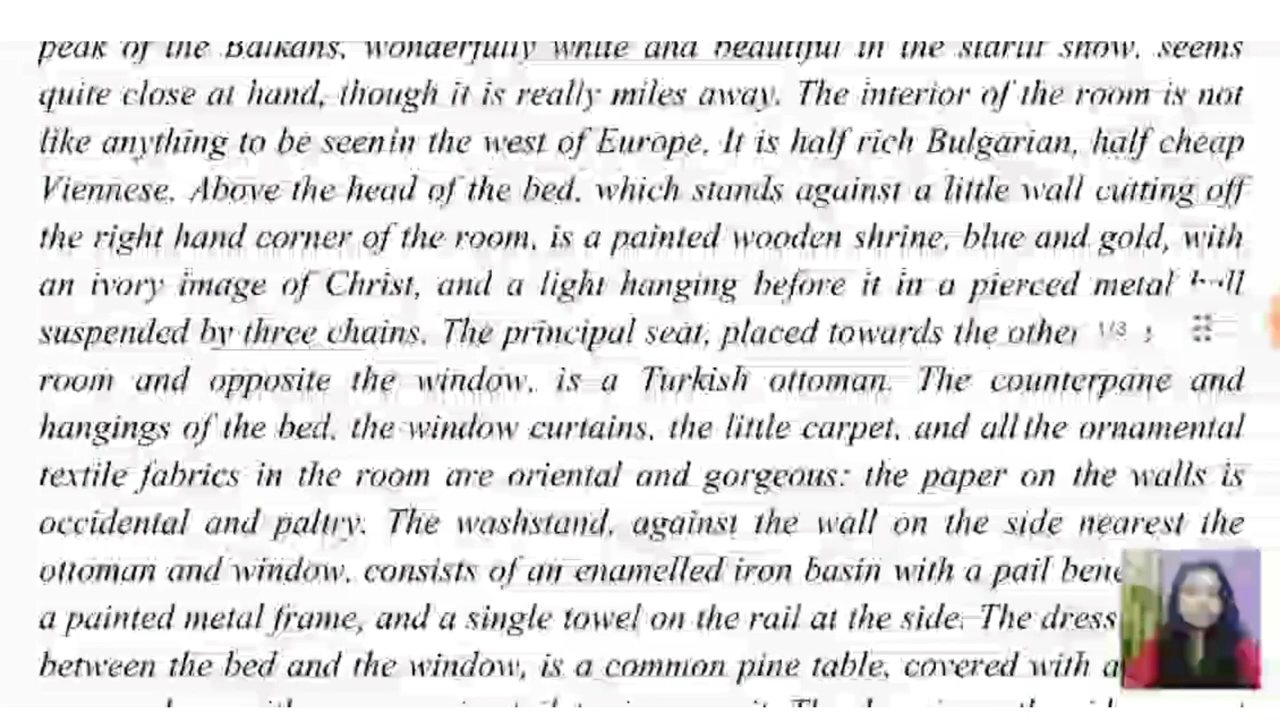 peak of the Balkans, wonderfully white and beautiful in the starlit snow, seems
quite close at hand, though it is really miles away. The interior of the room is not
like anything to be seenin the west of Europe. It is half rich Bulgarian, half cheap
Viennese. Above the head of the bed, which stands against a little wall cutting off
the right hand corner of the room, is a painted wooden shrine, blue and gold, with
an ivory image of Christ, and a light hanging before it in a pierced metal
suspended by three chains. The principal seat, placed towards the other 1/3
room and opposite the window, is a Turkish ottoman. The counterpane and
hangings of the bed, the window curtains, the little carpet, and all the ornamental
textile fabrics in the room are oriental and gorgeous: the paper on the walls is
occidental and paltry. The washstand, against the wall on the side nearest the
ottoman and window, consists of an enamelled iron basin with a pail bene
a painted metal frame, and a single towel on the rail at the side. The dress
between the bed and the window, is a common pine table, covered with a